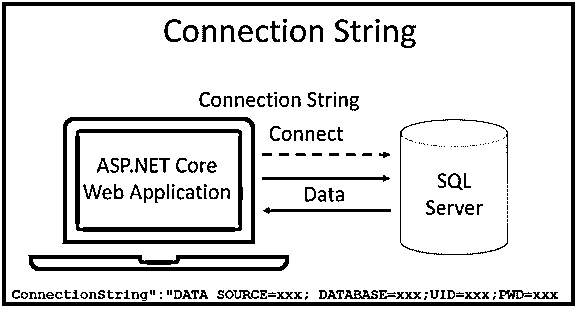 Connection String
Connection String
Connect
ASP.NET Core
Web Application
Data
SQL
Server
ConnectionString":"DATA SOURCE=xxx; DATABASE=xxx;UID=xxx;PWD=xxx